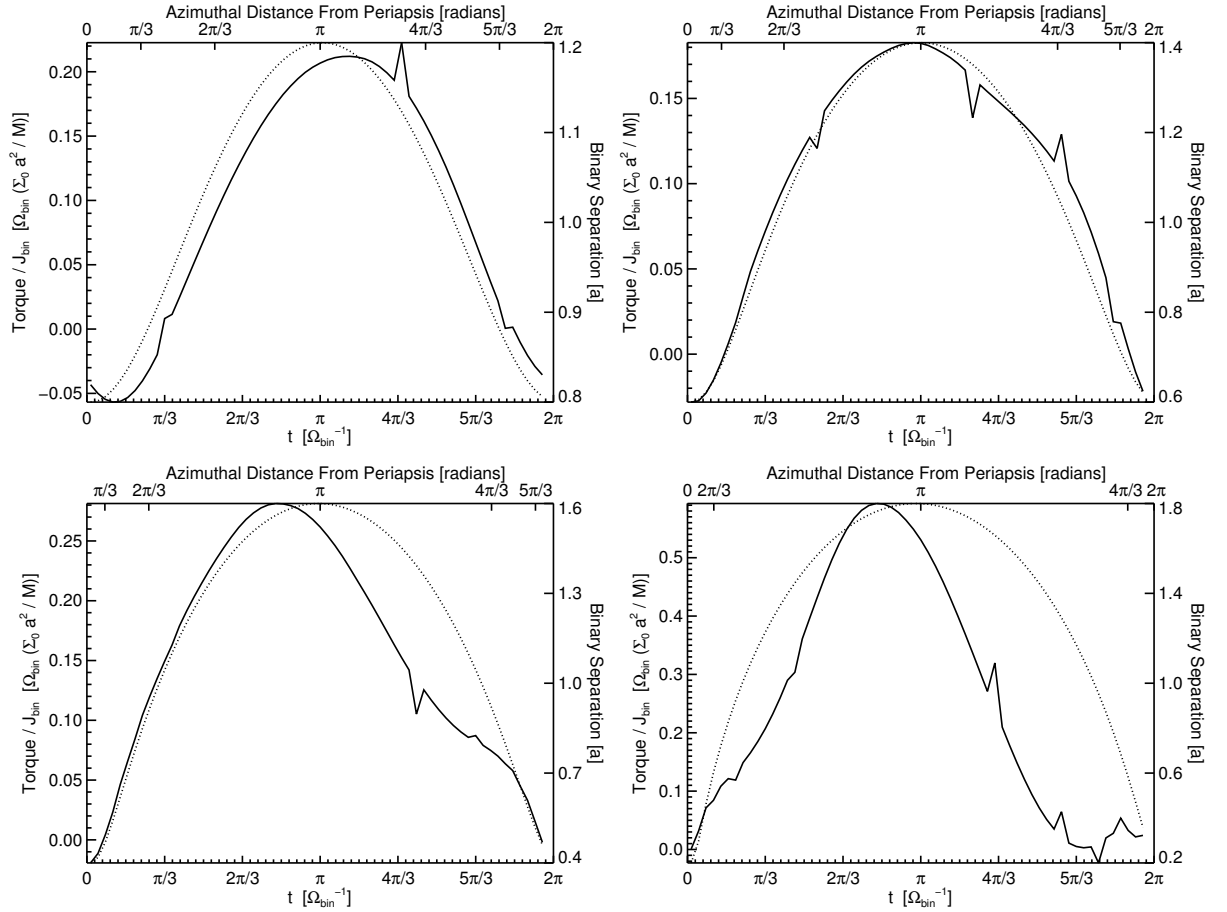 Azimuthal Distance From Periapsis [radians]
0 π/3 2π/3 π 4π/3 5π/3 2π
Torque / J_bin [Ω_bin (Σ_0 a^2 / M)]
0.20
0.15
0.10
0.05
0.00
−0.05
1.2
1.1
1.0
0.9
0.8
Binary Separation [a]
0 π/3 2π/3 π 4π/3 5π/3 2π
t [Ω_bin^−1]
Azimuthal Distance From Periapsis [radians]
0 π/3 2π/3 π 4π/3 5π/3 2π
Torque / J_bin [Ω_bin (Σ_0 a^2 / M)]
0.15
0.10
0.05
0.00
1.4
1.2
1.0
0.8
0.6
Binary Separation [a]
0 π/3 2π/3 π 4π/3 5π/3 2π
t [Ω_bin^−1]
Azimuthal Distance From Periapsis [radians]
π/3 2π/3 π 4π/3 5π/3
Torque / J_bin [Ω_bin (Σ_0 a^2 / M)]
0.25
0.20
0.15
0.10
0.05
0.00
1.6
1.3
1.0
0.7
0.4
Binary Separation [a]
0 π/3 2π/3 π 4π/3 5π/3 2π
t [Ω_bin^−1]
Azimuthal Distance From Periapsis [radians]
0 2π/3 π 4π/3 2π
Torque / J_bin [Ω_bin (Σ_0 a^2 / M)]
0.5
0.4
0.3
0.2
0.1
0.0
1.8
1.4
1.0
0.6
0.2
Binary Separation [a]
0 π/3 2π/3 π 4π/3 5π/3 2π
t [Ω_bin^−1]